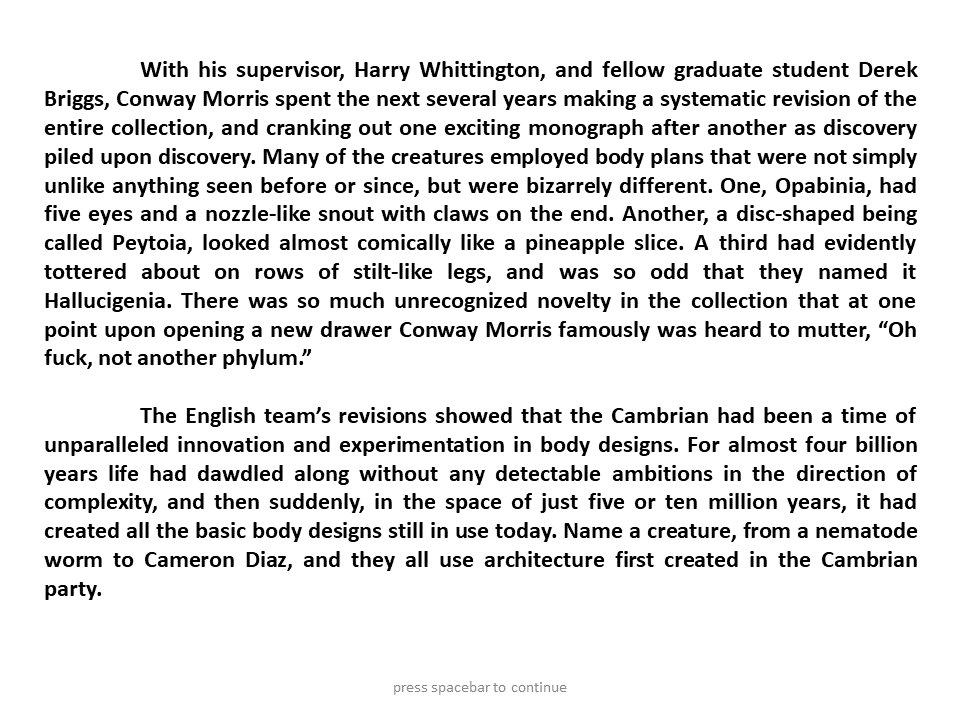 With his supervisor, Harry Whittington, and fellow graduate student Derek
Briggs, Conway Morris spent the next several years making a systematic revision of the
entire collection, and cranking out one exciting monograph after another as discovery
piled upon discovery. Many of the creatures employed body plans that were not simply
unlike anything seen before or since, but were bizarrely different. One, Opabinia, had
five eyes and a nozzle-like snout with claws on the end. Another, a disc-shaped being
called Peytoia, looked almost comically like a pineapple slice. A third had evidently
tottered about on rows of stilt-like legs, and was so odd that they named it
Hallucigenia. There was so much unrecognized novelty in the collection that at one
point upon opening a new drawer Conway Morris famously was heard to mutter, “Oh
fuck, not another phylum.”
The English team’s revisions showed that the Cambrian had been a time of
unparalleled innovation and experimentation in body designs. For almost four billion
years life had dawdled along without any detectable ambitions in the direction of
complexity, and then suddenly, in the space of just five or ten million years, it had
created all the basic body designs still in use today. Name a creature, from a nematode
worm to Cameron Diaz, and they all use architecture first created in the Cambrian
party.
press spacebar to continue